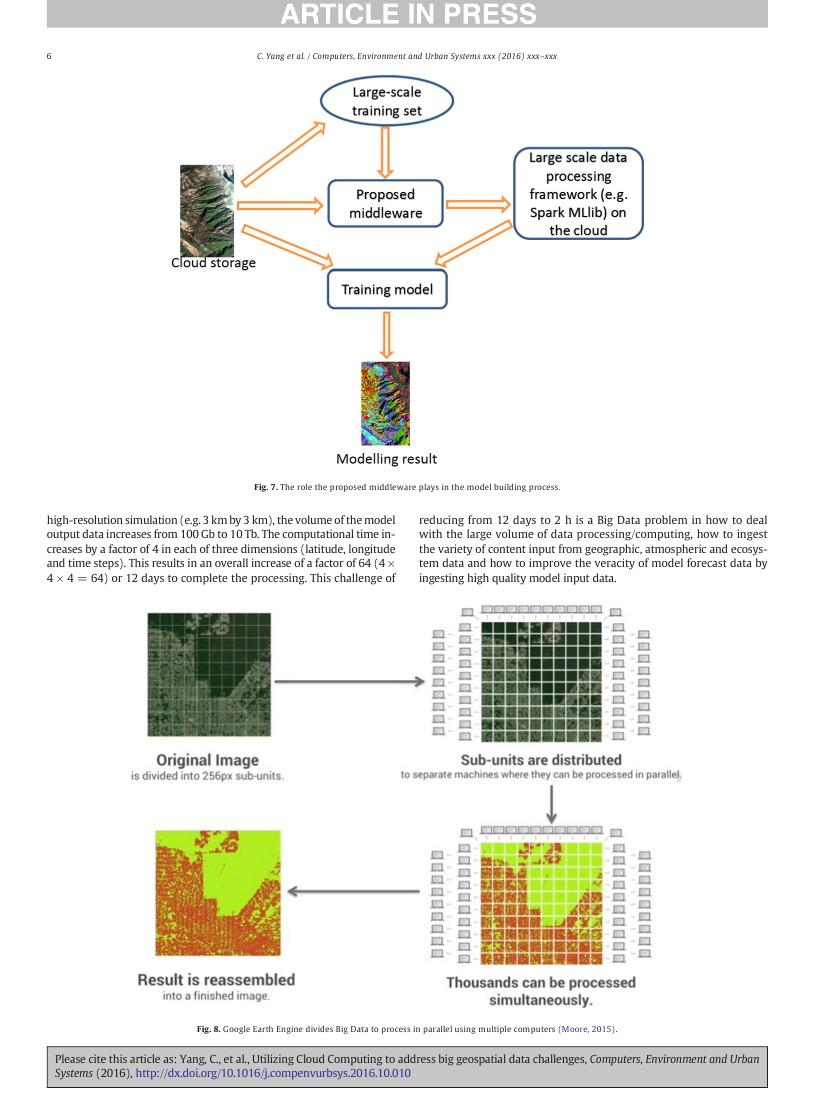 ARTICLE IN PRESS
6
C. Yang et al. / Computers, Environment and Urban Systems xxx (2016) xxx–xxx
Large-scale
training set
Large scale data
processing
framework (e.g.
Spark MLlib) on
the cloud
Proposed
middleware
Cloud storage
Training model
Modelling result
Fig. 7. The role the proposed middleware plays in the model building process.
high-resolution simulation (e.g. 3 km by 3 km), the volume of the model
output data increases from 100 Gb to 10 Tb. The computational time in-
creases by a factor of 4 in each of three dimensions (latitude, longitude
and time steps). This results in an overall increase of a factor of 64 (4 ×
4 × 4 = 64) or 12 days to complete the processing. This challenge of
reducing from 12 days to 2 h is a Big Data problem in how to deal
with the large volume of data processing/computing, how to ingest
the variety of content input from geographic, atmospheric and ecosys-
tem data and how to improve the veracity of model forecast data by
ingesting high quality model input data.
Original Image
is divided into 256px sub-units.
Sub-units are distributed
to separate machines where they can be processed in parallel.
Result is reassembled
into a finished image.
Thousands can be processed
simultaneously.
Fig. 8. Google Earth Engine divides Big Data to process in parallel using multiple computers (Moore, 2015).
Please cite this article as: Yang, C., et al., Utilizing Cloud Computing to address big geospatial data challenges, Computers, Environment and Urban
Systems (2016), http://dx.doi.org/10.1016/j.compenvurbsys.2016.10.010